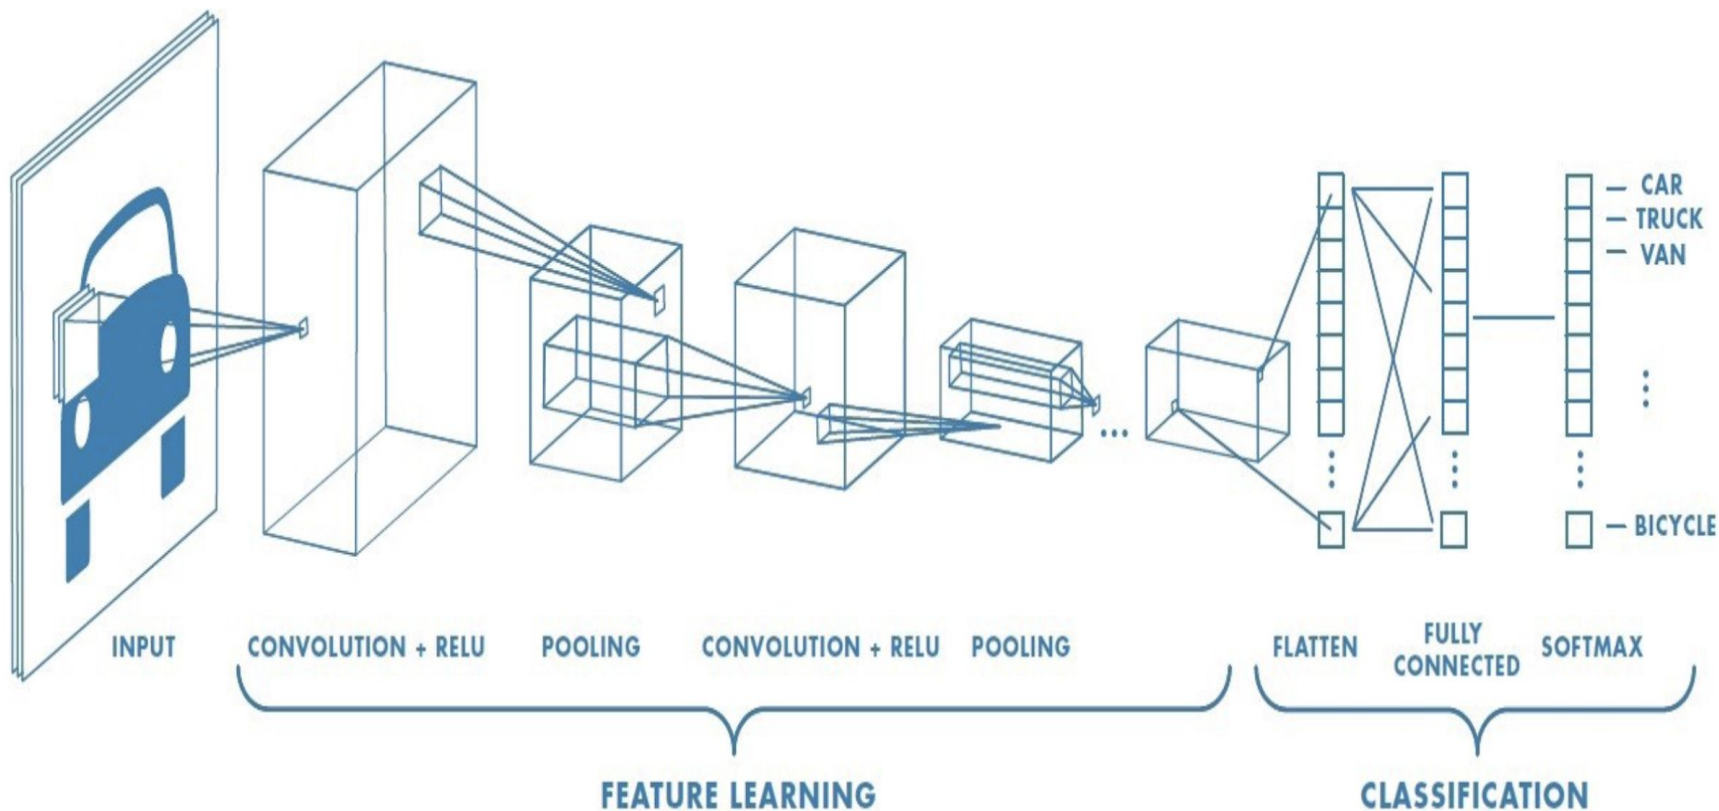 CAR
TRUCK
VAN
BICYCLE
INPUT
CONVOLUTION + RELU
POOLING
CONVOLUTION + RELU
POOLING
FLATTEN
FULLY
CONNECTED
SOFTMAX
FEATURE LEARNING
CLASSIFICATION